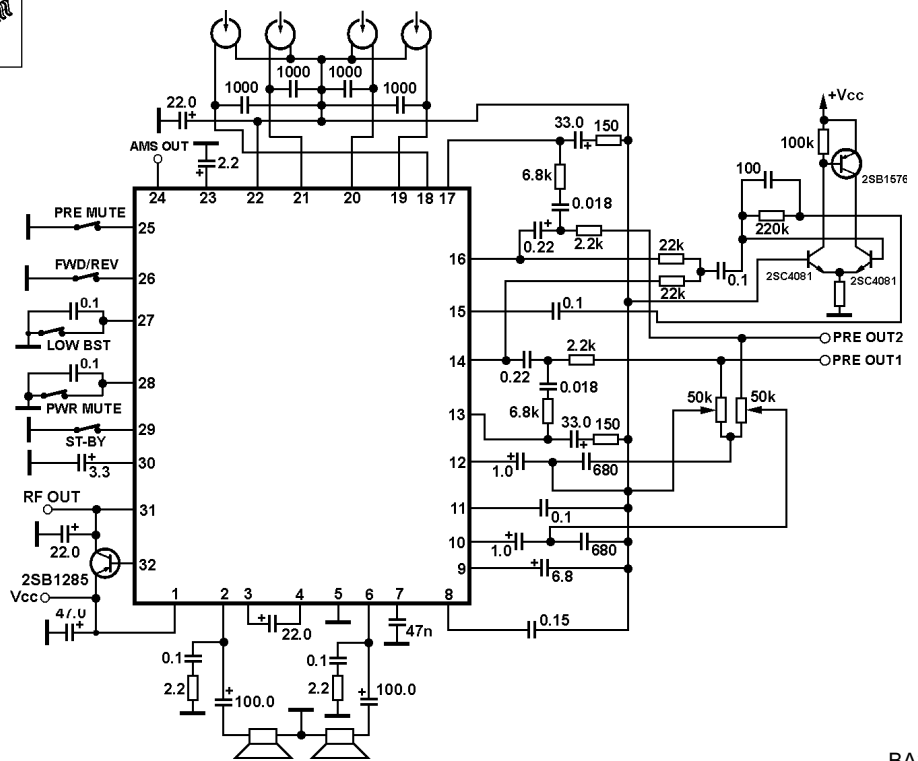 1000 1000
1000 1000
22.0 +
+Vcc
33.0 150
AMS OUT
+ 2.2
+
100k
100
2SB1576
6.8k
24 23 22 21 20 19 18 17
0.018
220k
PRE MUTE
25
+
0.22 2.2k
22k
16
0.1
2SC4081 2SC4081
FWD/REV
26
22k
0.1
27
LOW BST
15
0.1
PRE OUT2
2.2k
14
PRE OUT1
0.1
28
PWR MUTE
0.22
0.018
50k 50k
6.8k
13
33.0 150
+
29
ST-BY
12
+
1.0
680
30
+
3.3
RF OUT
31
11
0.1
+
22.0
10
+
1.0
680
32
9
+
6.8
2SB1285
Vcc
1 2 3 4 5 6 7 8
47.0
+
+
22.0
47n
0.15
0.1
0.1
2.2
+
100.0
2.2
+
100.0
BA